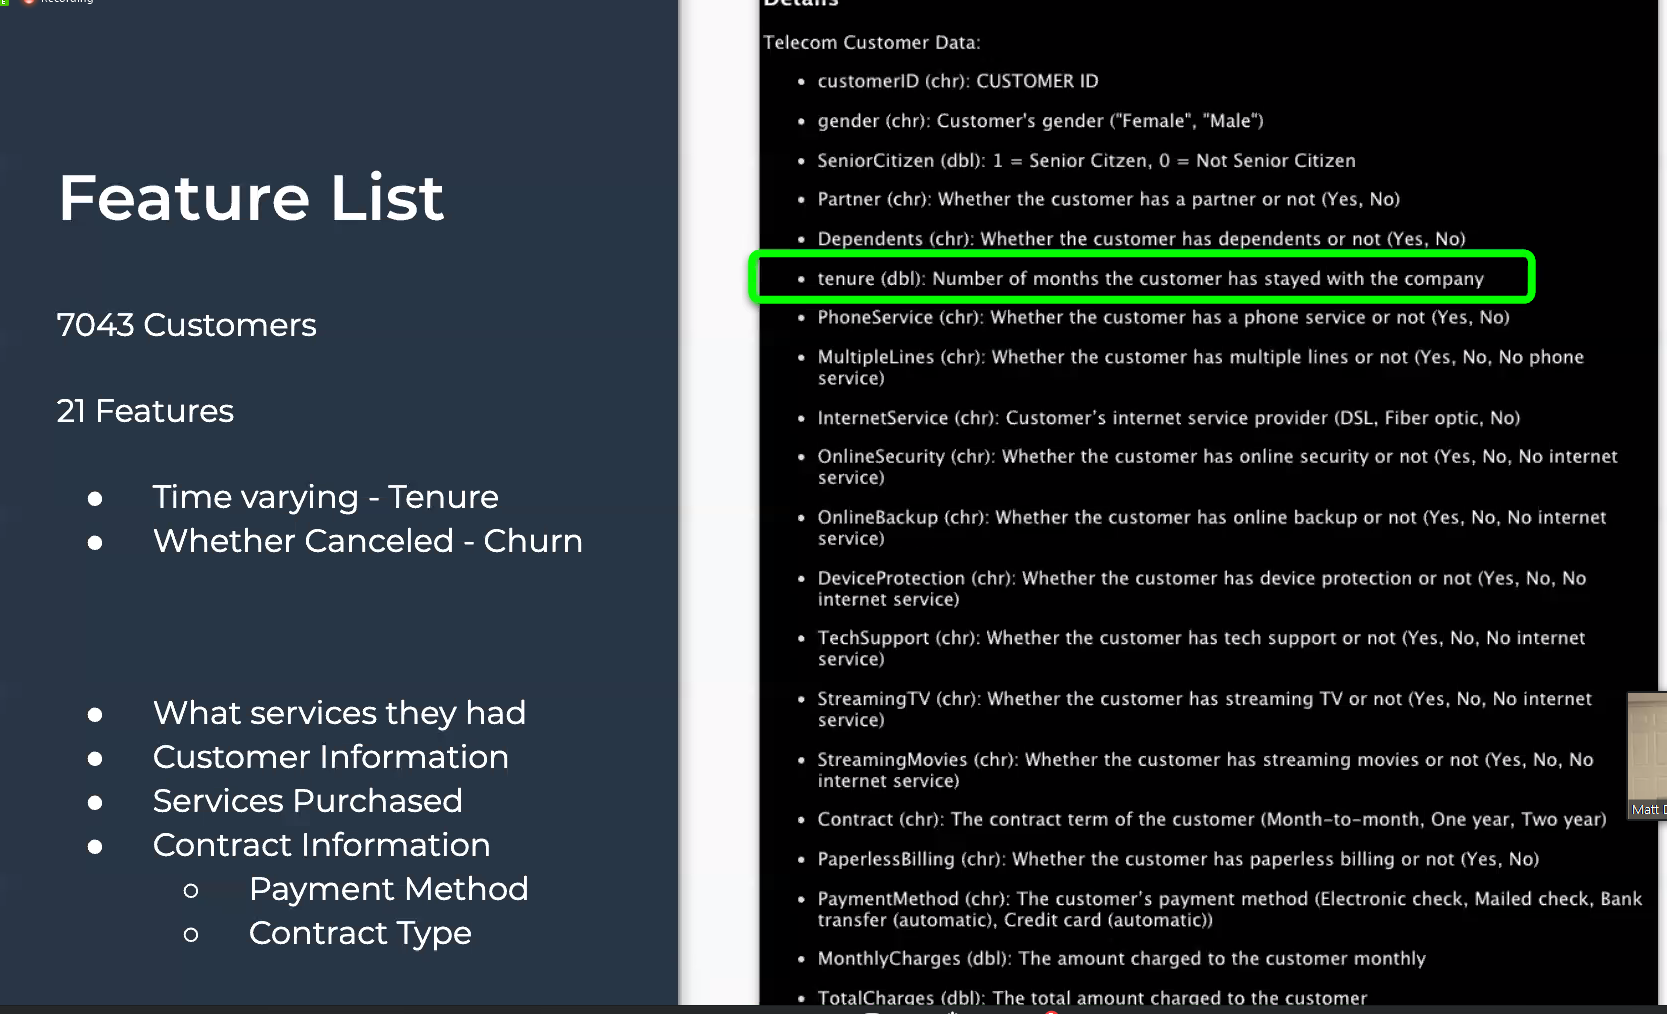 Recording
Feature List
7043 Customers
21 Features
● Time varying - Tenure
● Whether Canceled - Churn
● What services they had
● Customer Information
● Services Purchased
● Contract Information
○ Payment Method
○ Contract Type
Details
Telecom Customer Data:
• customerID (chr): CUSTOMER ID
• gender (chr): Customer's gender ("Female", "Male")
• SeniorCitizen (dbl): 1 = Senior Citzen, 0 = Not Senior Citizen
• Partner (chr): Whether the customer has a partner or not (Yes, No)
• Dependents (chr): Whether the customer has dependents or not (Yes, No)
• tenure (dbl): Number of months the customer has stayed with the company
• PhoneService (chr): Whether the customer has a phone service or not (Yes, No)
• MultipleLines (chr): Whether the customer has multiple lines or not (Yes, No, No phone
service)
• InternetService (chr): Customer’s internet service provider (DSL, Fiber optic, No)
• OnlineSecurity (chr): Whether the customer has online security or not (Yes, No, No internet
service)
• OnlineBackup (chr): Whether the customer has online backup or not (Yes, No, No internet
service)
• DeviceProtection (chr): Whether the customer has device protection or not (Yes, No, No
internet service)
• TechSupport (chr): Whether the customer has tech support or not (Yes, No, No internet
service)
• StreamingTV (chr): Whether the customer has streaming TV or not (Yes, No, No internet
service)
• StreamingMovies (chr): Whether the customer has streaming movies or not (Yes, No, No
internet service)
• Contract (chr): The contract term of the customer (Month-to-month, One year, Two year)
• PaperlessBilling (chr): Whether the customer has paperless billing or not (Yes, No)
• PaymentMethod (chr): The customer’s payment method (Electronic check, Mailed check, Bank
transfer (automatic), Credit card (automatic))
• MonthlyCharges (dbl): The amount charged to the customer monthly
• TotalCharges (dbl): The total amount charged to the customer
Matt